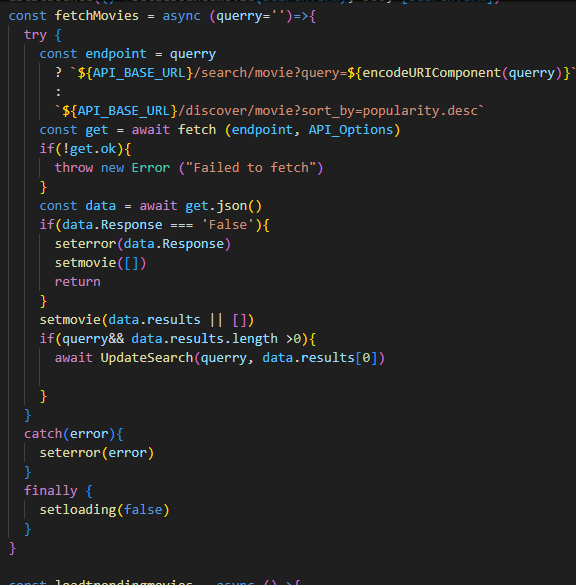 const fetchMovies = async (querry='')=>{
try {
const endpoint = querry
? `${API_BASE_URL}/search/movie?query=${encodeURIComponent(querry)}`
:
`${API_BASE_URL}/discover/movie?sort_by=popularity.desc`
const get = await fetch (endpoint, API_Options)
if(!get.ok){
throw new Error ("Failed to fetch")
}
const data = await get.json()
if(data.Response === 'False'){
seterror(data.Response)
setmovie([])
return
}
setmovie(data.results || [])
if(querry&& data.results.length >0){
await UpdateSearch(querry, data.results[0])
}
}
catch(error){
seterror(error)
}
finally {
setloading(false)
}
}
const loadtrendingmovies = async () =>{